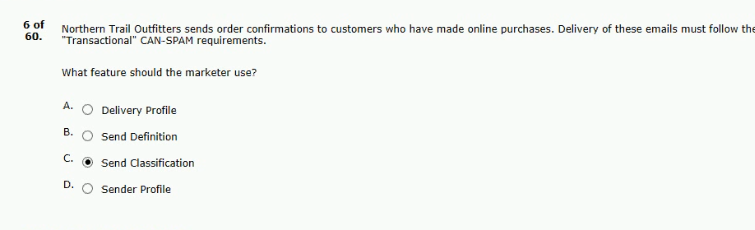 6 of
60.
Northern Trail Outfitters sends order confirmations to customers who have made online purchases. Delivery of these emails must follow the
"Transactional" CAN-SPAM requirements.
What feature should the marketer use?
A. Delivery Profile
B. Send Definition
C. Send Classification
D. Sender Profile